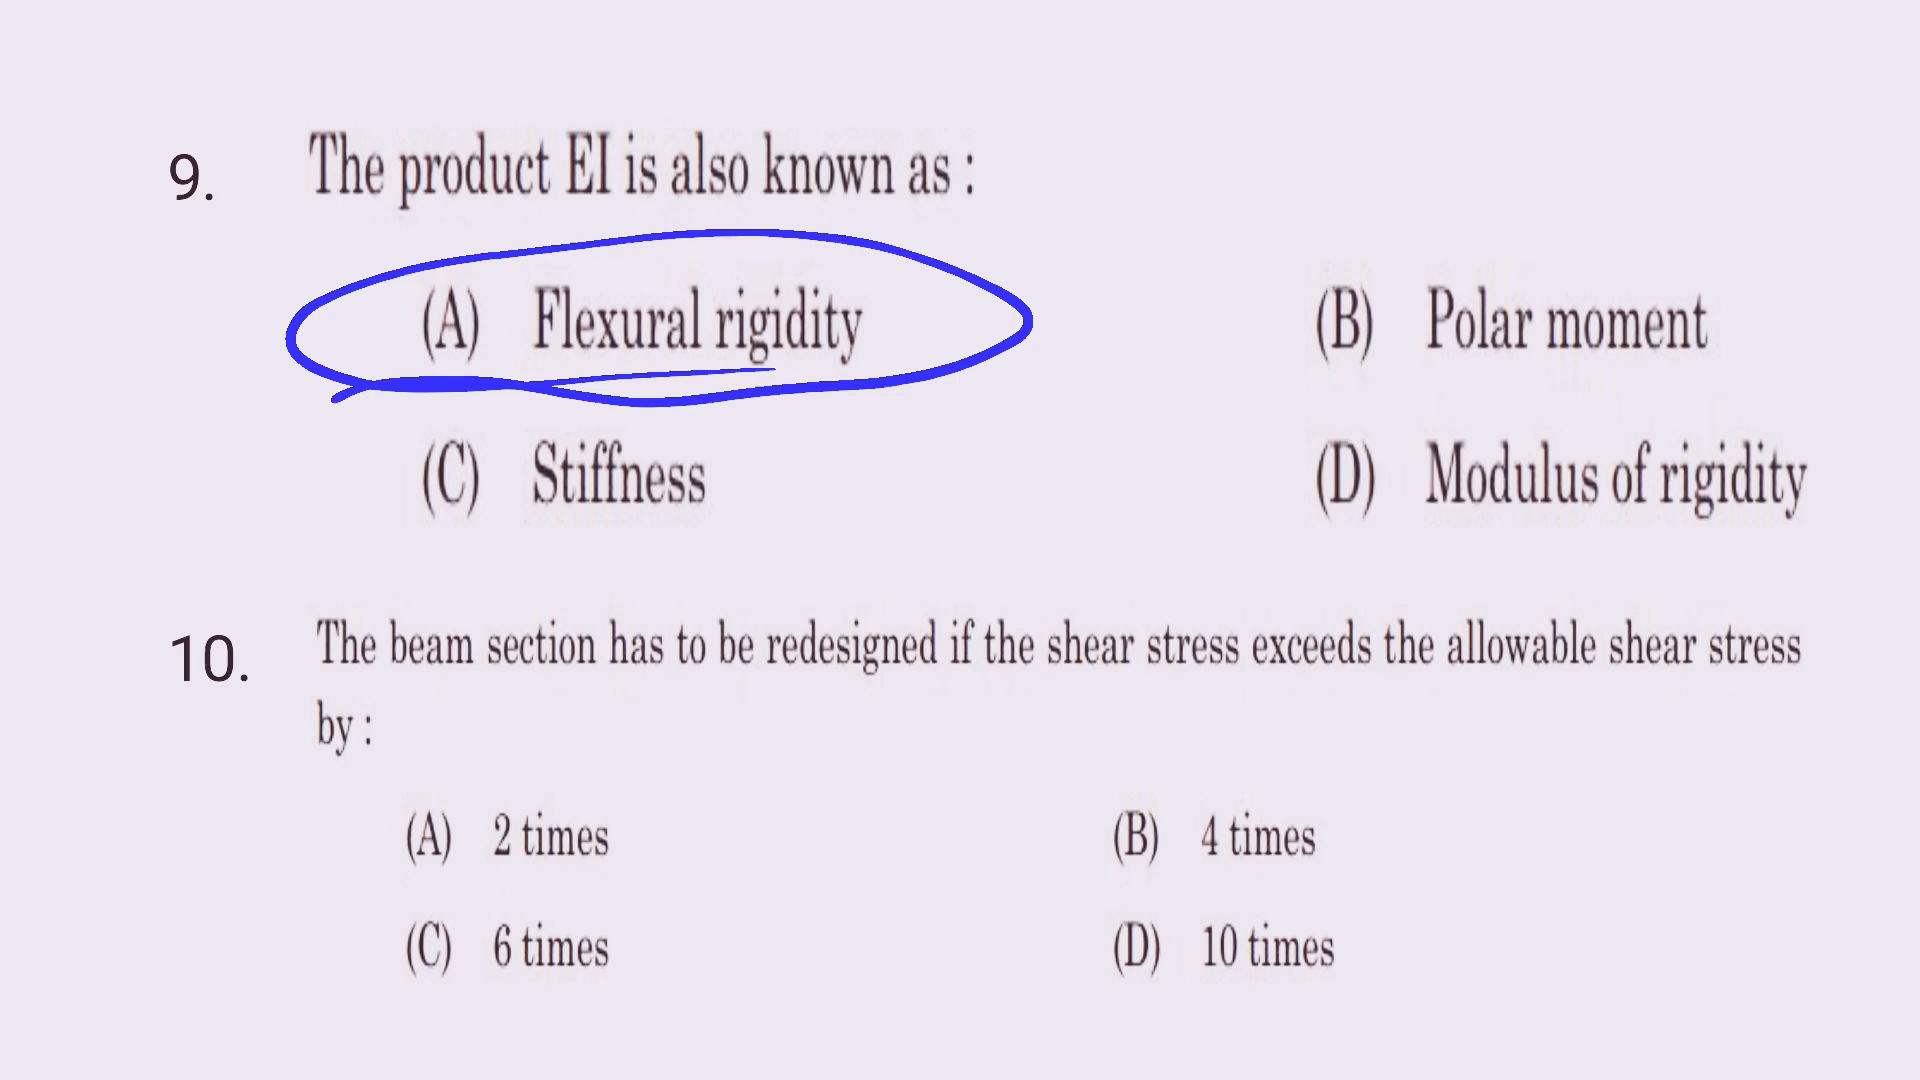 9. The product EI is also known as :
(A) Flexural rigidity (B) Polar moment
(C) Stiffness (D) Modulus of rigidity
10. The beam section has to be redesigned if the shear stress exceeds the allowable shear stress
by :
(A) 2 times (B) 4 times
(C) 6 times (D) 10 times